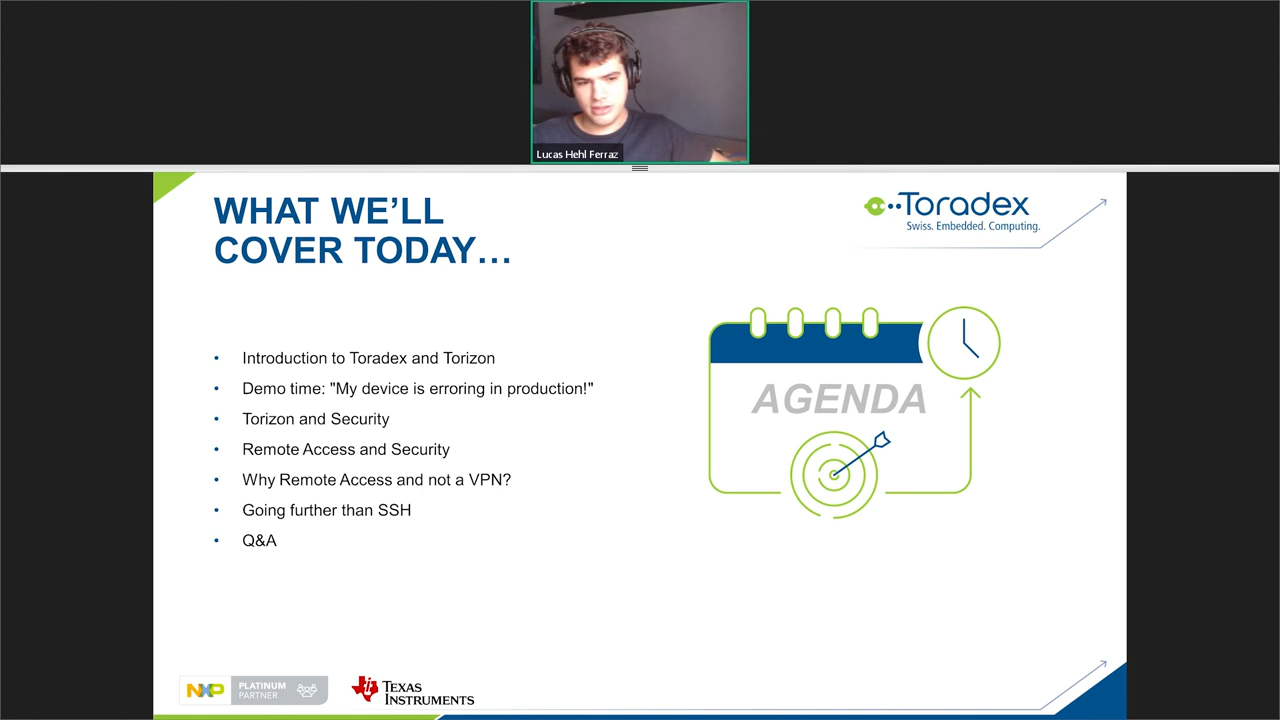 Lucas Hehl Ferraz
WHAT WE'LL
COVER TODAY...
Toradex
Swiss. Embedded. Computing.
• Introduction to Toradex and Torizon
• Demo time: "My device is erroring in production!"
• Torizon and Security
• Remote Access and Security
• Why Remote Access and not a VPN?
• Going further than SSH
• Q&A
AGENDA
NXP
PLATINUM
PARTNER
TEXAS
INSTRUMENTS